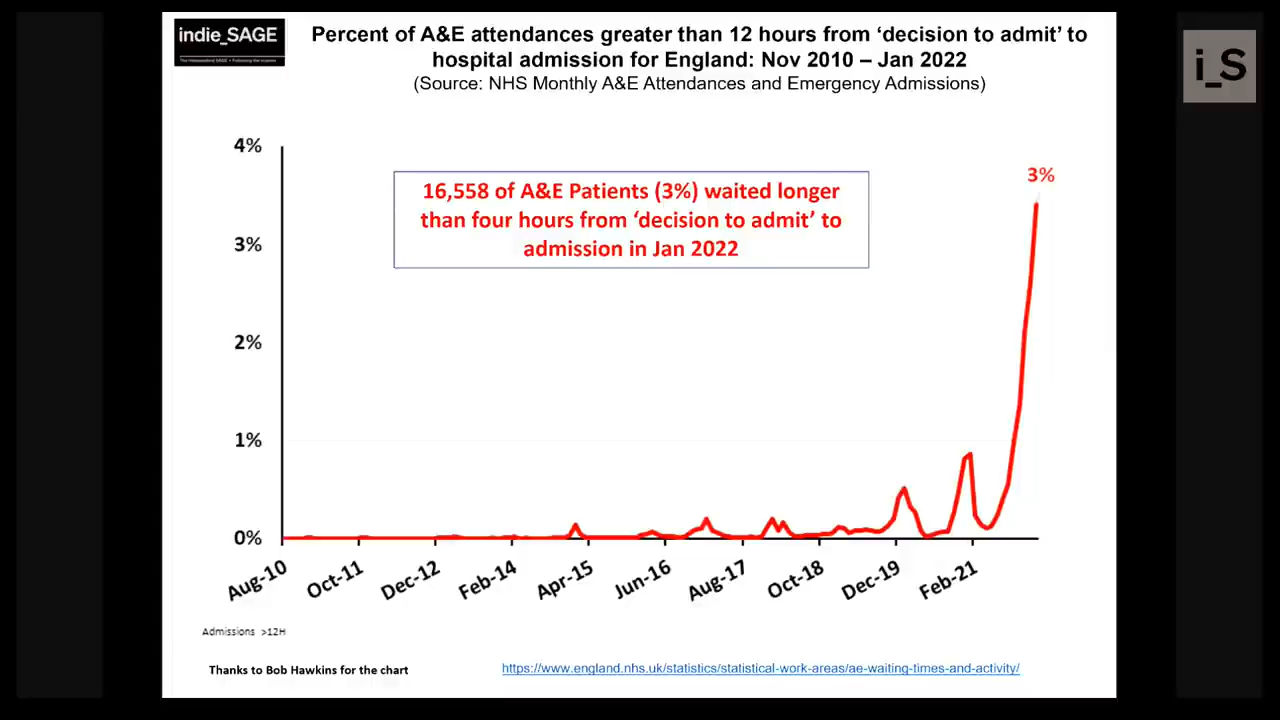 indie_SAGE
Percent of A&E attendances greater than 12 hours from ‘decision to admit’ to
hospital admission for England: Nov 2010 – Jan 2022
(Source: NHS Monthly A&E Attendances and Emergency Admissions)
i_S
4%
3%
2%
1%
0%
16,558 of A&E Patients (3%) waited longer
than four hours from ‘decision to admit’ to
admission in Jan 2022
3%
Aug-10
Oct-11
Dec-12
Feb-14
Apr-15
Jun-16
Aug-17
Oct-18
Dec-19
Feb-21
Admissions >12H
Thanks to Bob Hawkins for the chart
https://www.england.nhs.uk/statistics/statistical-work-areas/ae-waiting-times-and-activity/